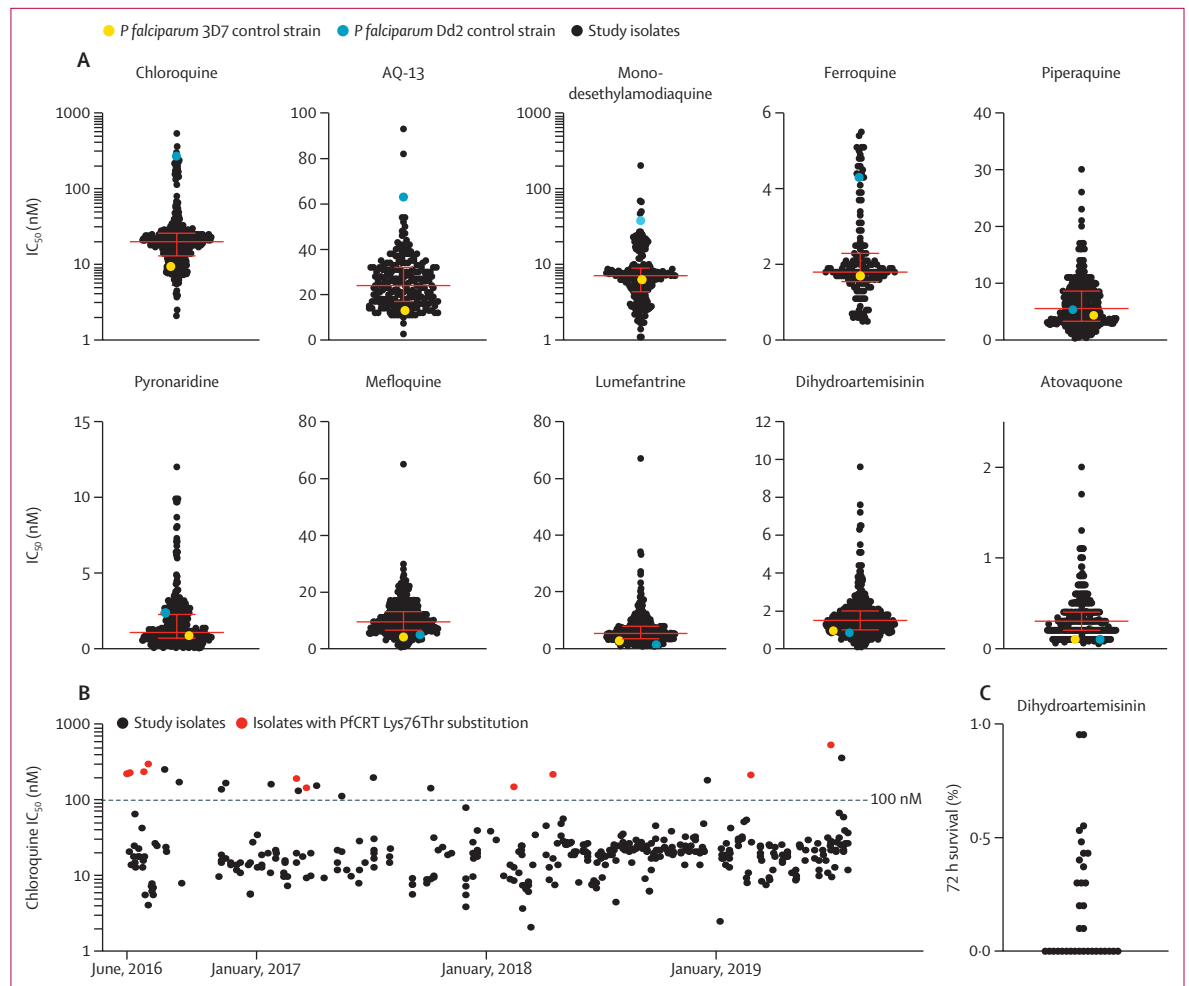 P falciparum 3D7 control strain P falciparum Dd2 control strain Study isolates
A
Chloroquine AQ-13 Mono- Ferroquine Piperaquine
desethylamodiaquine
IC50 (nM)
1000 100 1000 6 40
80
30
100 60 100 4
20
40
10 10 2
20 10
1 0 1 0 0
Pyronaridine Mefloquine Lumefantrine Dihydroartemisinin Atovaquone
IC50 (nM)
15 80 80 12
10 2
60 60
10 8
40 40 6
1
5 4
20 20
2
0 0 0 0 0
B C
Study isolates Isolates with PfCRT Lys76Thr substitution
Dihydroartemisinin
Chloroquine IC50 (nM)
1000
100
10
1
100 nM
June, 2016 January, 2017 January, 2018 January, 2019
72 h survival (%)
1·0
0·5
0·0